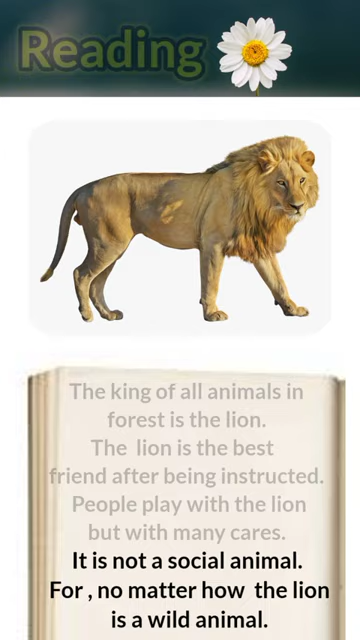 Reading
The king of all animals in
forest is the lion.
The lion is the best
friend after being instructed.
People play with the lion
but with many cares.
It is not a social animal.
For , no matter how the lion
is a wild animal.